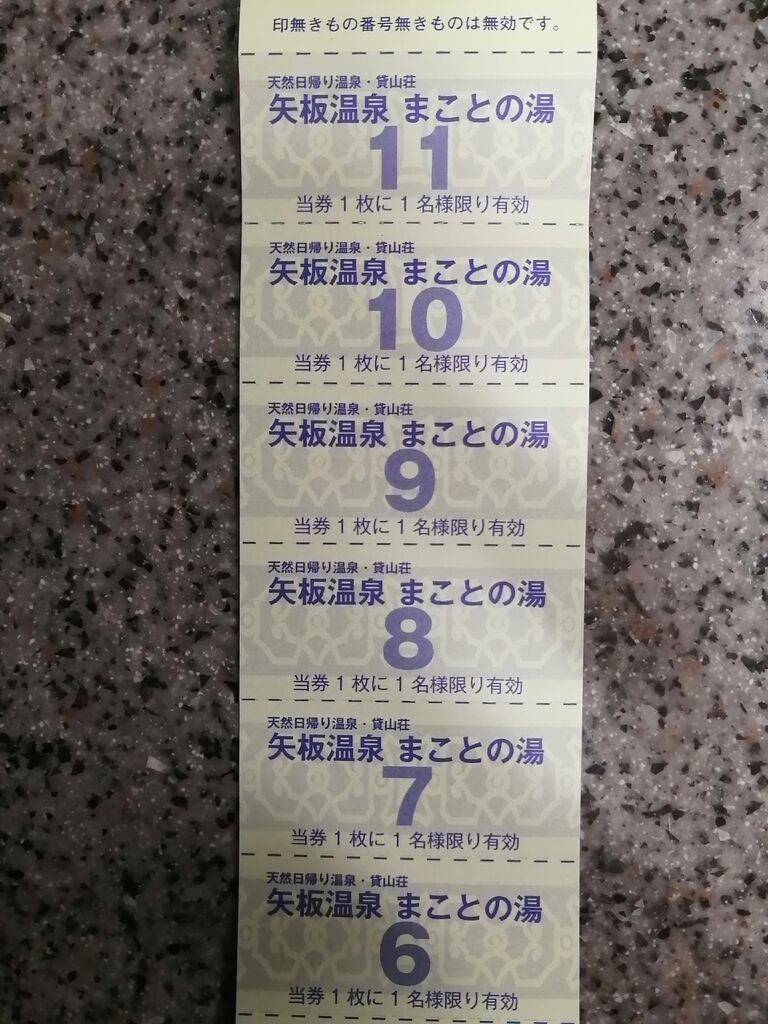 印無きもの番号無きものは無効です。
天然日帰り温泉・貸山荘
矢板温泉 まことの湯
11
当券1枚に1名様限り有効
天然日帰り温泉・貸山荘
矢板温泉 まことの湯
10
当券1枚に1名様限り有効
天然日帰り温泉・貸山荘
矢板温泉 まことの湯
9
当券1枚に1名様限り有効
天然日帰り温泉・貸山荘
矢板温泉 まことの湯
8
当券1枚に1名様限り有効
天然日帰り温泉・貸山荘
矢板温泉 まことの湯
7
当券1枚に1名様限り有効
天然日帰り温泉・貸山荘
矢板温泉 まことの湯
6
当券1枚に1名様限り有効